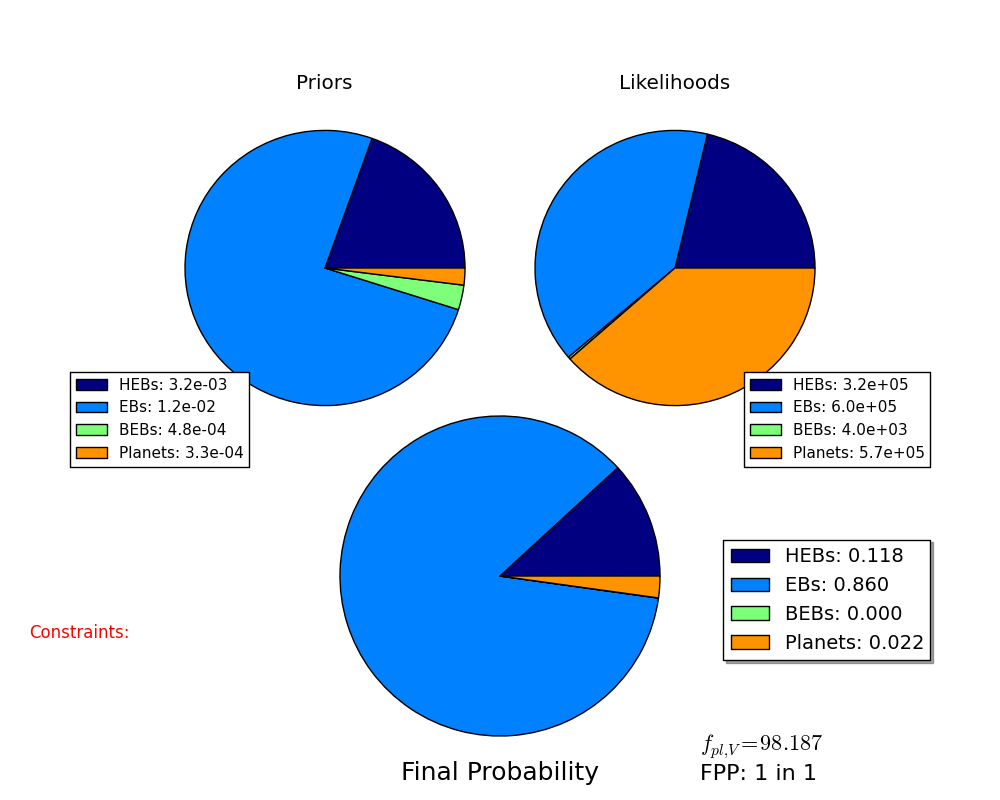 Priors
Likelihoods
HEBs: 3.2e-03
EBs: 1.2e-02
BEBs: 4.8e-04
Planets: 3.3e-04
HEBs: 3.2e+05
EBs: 6.0e+05
BEBs: 4.0e+03
Planets: 5.7e+05
HEBs: 0.118
EBs: 0.860
BEBs: 0.000
Planets: 0.022
Constraints:
f_{pl,V}=98.187
Final Probability
FPP: 1 in 1